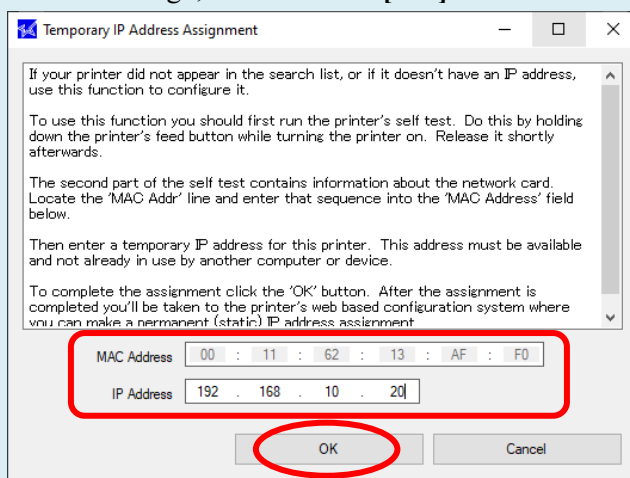 Temporary IP Address Assignment
If your printer did not appear in the search list, or if it doesn't have an IP address,
use this function to configure it.
To use this function you should first run the printer's self test. Do this by holding
down the printer's feed button while turning the printer on. Release it shortly
afterwards.
The second part of the self test contains information about the network card.
Locate the 'MAC Addr' line and enter that sequence into the 'MAC Address' field
below.
Then enter a temporary IP address for this printer. This address must be available
and not already in use by another computer or device.
To complete the assignment click the 'OK' button. After the assignment is
completed you'll be taken to the printer's web based configuration system where
you can make a permanent (static) IP address assignment
MAC Address 00 : 11 : 62 : 13 : AF : F0
IP Address 192 . 168 . 10 . 20
OK Cancel